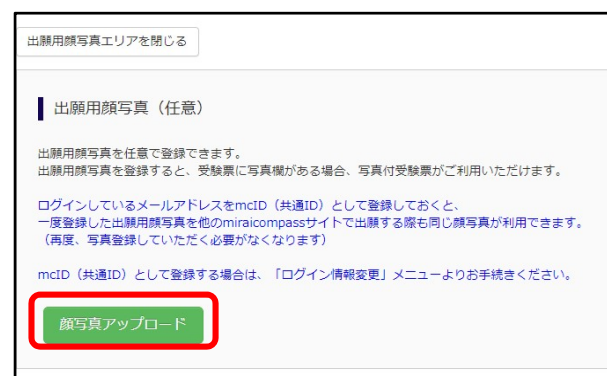 出願用顔写真エリアを閉じる
出願用顔写真（任意）
出願用顔写真を任意で登録できます。
出願用顔写真を登録すると、受験票に写真欄がある場合、写真付受験票がご利用いただけます。
ログインしているメールアドレスをmcID（共通ID）として登録しておくと、
一度登録した出願用顔写真を他のmiraicompassサイトで出願する際も同じ顔写真が利用できます。
（再度、写真登録していただく必要がなくなります）
mcID（共通ID）として登録する場合は、「ログイン情報変更」メニューよりお手続きください。
顔写真アップロード